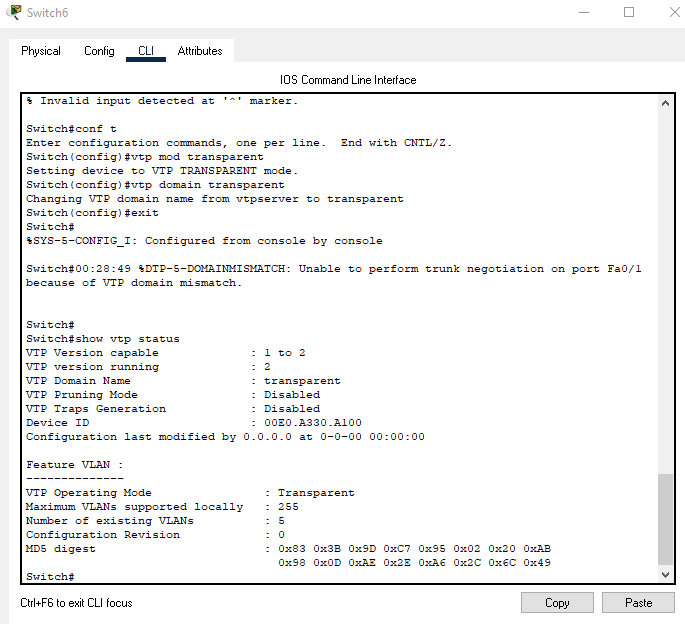 Switch6
Physical Config CLI Attributes
IOS Command Line Interface
% Invalid input detected at '^' marker.
Switch#conf t
Enter configuration commands, one per line.  End with CNTL/Z.
Switch(config)#vtp mod transparent
Setting device to VTP TRANSPARENT mode.
Switch(config)#vtp domain transparent
Changing VTP domain name from vtpserver to transparent
Switch(config)#exit
Switch#
%SYS-5-CONFIG_I: Configured from console by console
Switch#00:28:49 %DTP-5-DOMAINMISMATCH: Unable to perform trunk negotiation on port Fa0/1
because of VTP domain mismatch.
Switch#
Switch#show vtp status
VTP Version capable             : 1 to 2
VTP version running             : 2
VTP Domain Name                 : transparent
VTP Pruning Mode                : Disabled
VTP Traps Generation            : Disabled
Device ID                       : 00E0.A330.A100
Configuration last modified by 0.0.0.0 at 0-0-00 00:00:00
Feature VLAN :
--------------
VTP Operating Mode                : Transparent
Maximum VLANs supported locally   : 255
Number of existing VLANs          : 5
Configuration Revision            : 0
MD5 digest                        : 0x83 0x3B 0x9D 0xC7 0x95 0x02 0x20 0xAB
0x98 0x0D 0xAE 0x2E 0xA6 0x2C 0x6C 0x49
Switch#
Ctrl+F6 to exit CLI focus
Copy Paste